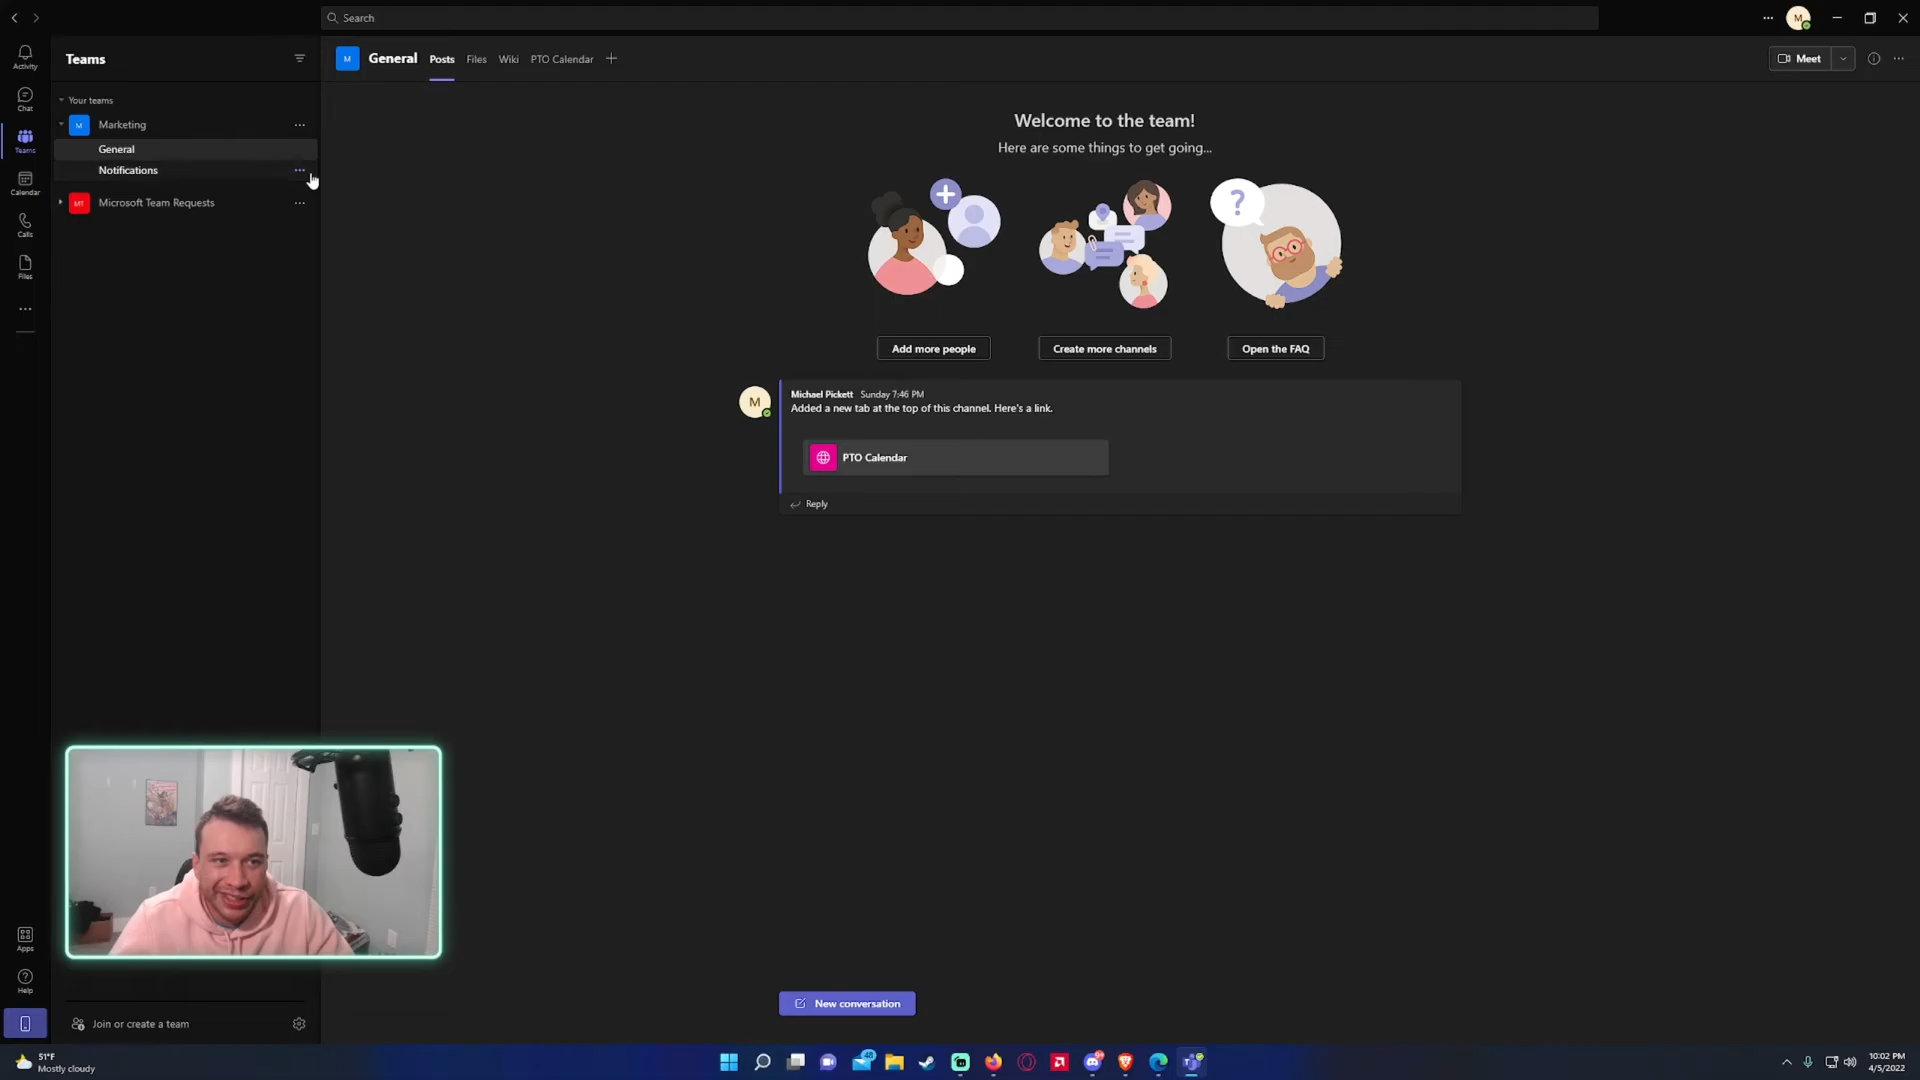 Search
M
Activity
Chat
Teams
Calendar
Calls
Files
Apps
Help
Teams
Your teams
M Marketing
General
Notifications
MT Microsoft Team Requests
Join or create a team
M General Posts Files Wiki PTO Calendar
Meet
Welcome to the team!
Here are some things to get going...
?
Add more people
Create more channels
Open the FAQ
M
Michael Pickett Sunday 7:46 PM
Added a new tab at the top of this channel. Here's a link.
PTO Calendar
Reply
New conversation
51°F
Mostly cloudy
10:02 PM
4/5/2022